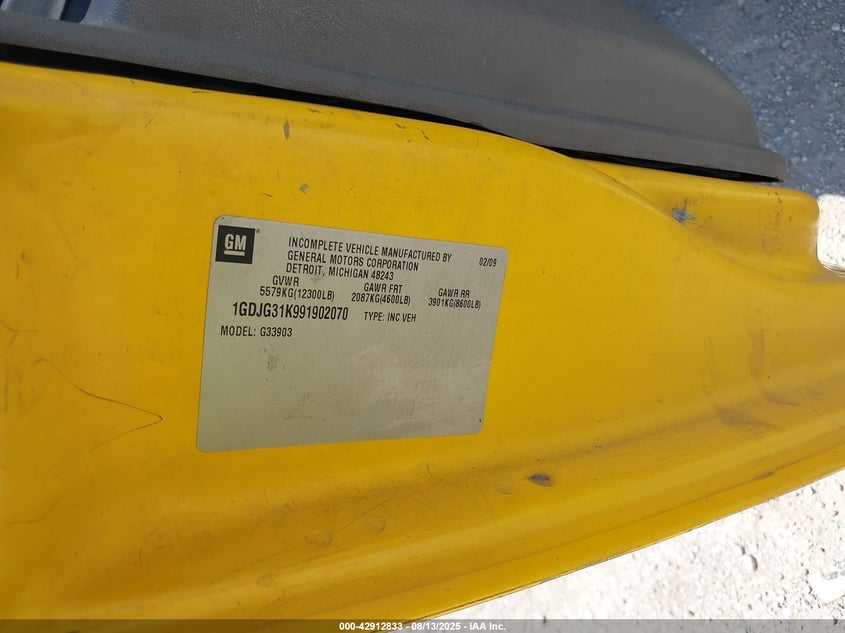 GM
INCOMPLETE VEHICLE MANUFACTURED BY
GENERAL MOTORS CORPORATION
DETROIT, MICHIGAN 48243
02/09
GVWR
5579KG(12300LB)
GAWR FRT
2087KG(4600LB)
GAWR RR
3901KG(8600LB)
1GDJG31K991902070
TYPE: INC VEH
MODEL: G33903
000-42912833 - 08/13/2025 - IAA Inc.